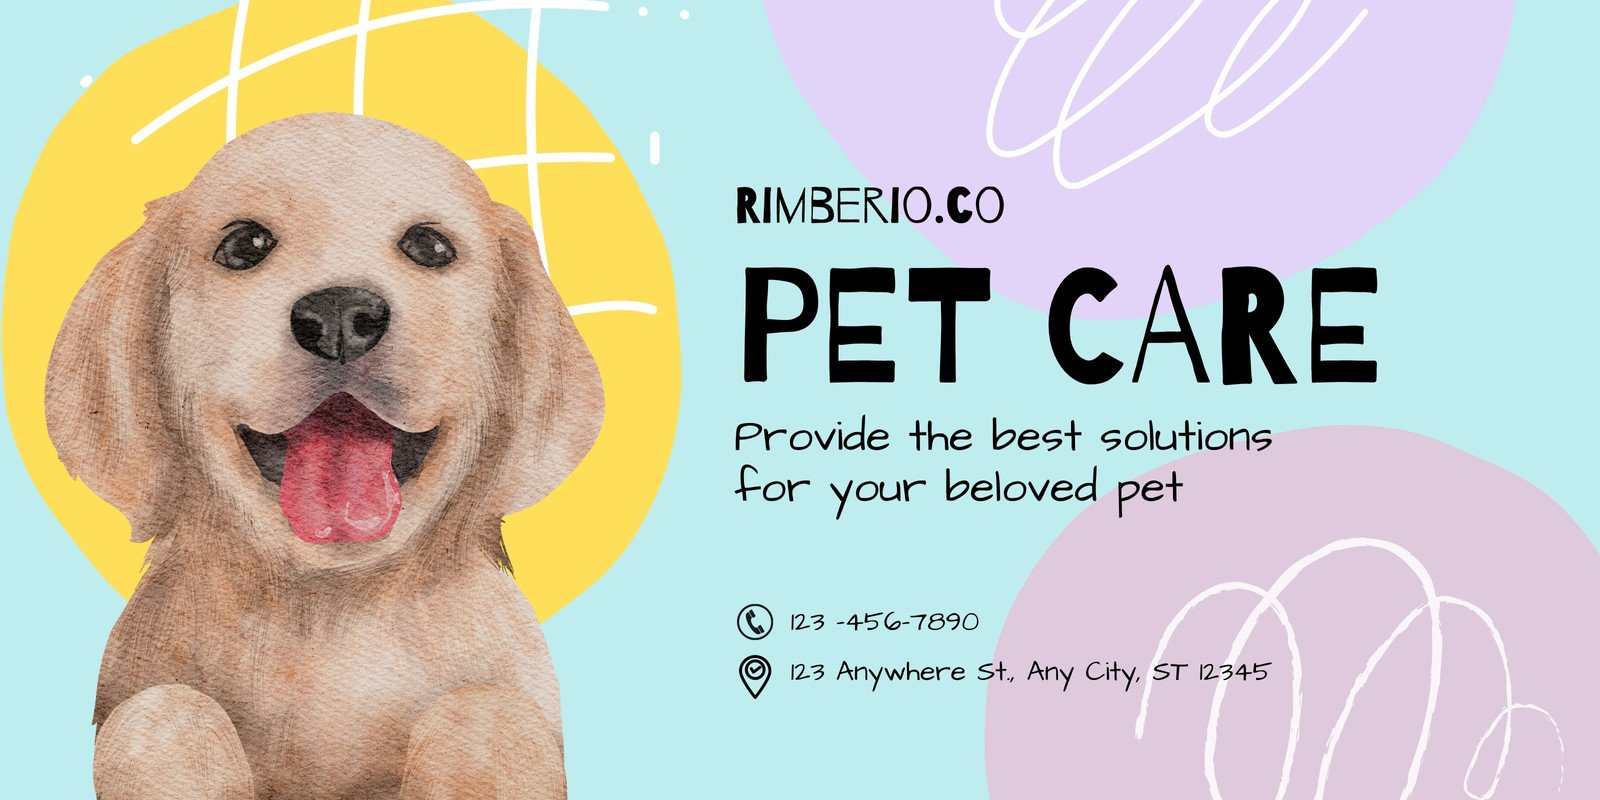 RIMBERIO.CO
PET CARE
Provide the best solutions
for your beloved pet
123 -456-7890
123 Anywhere St., Any City, ST 12345